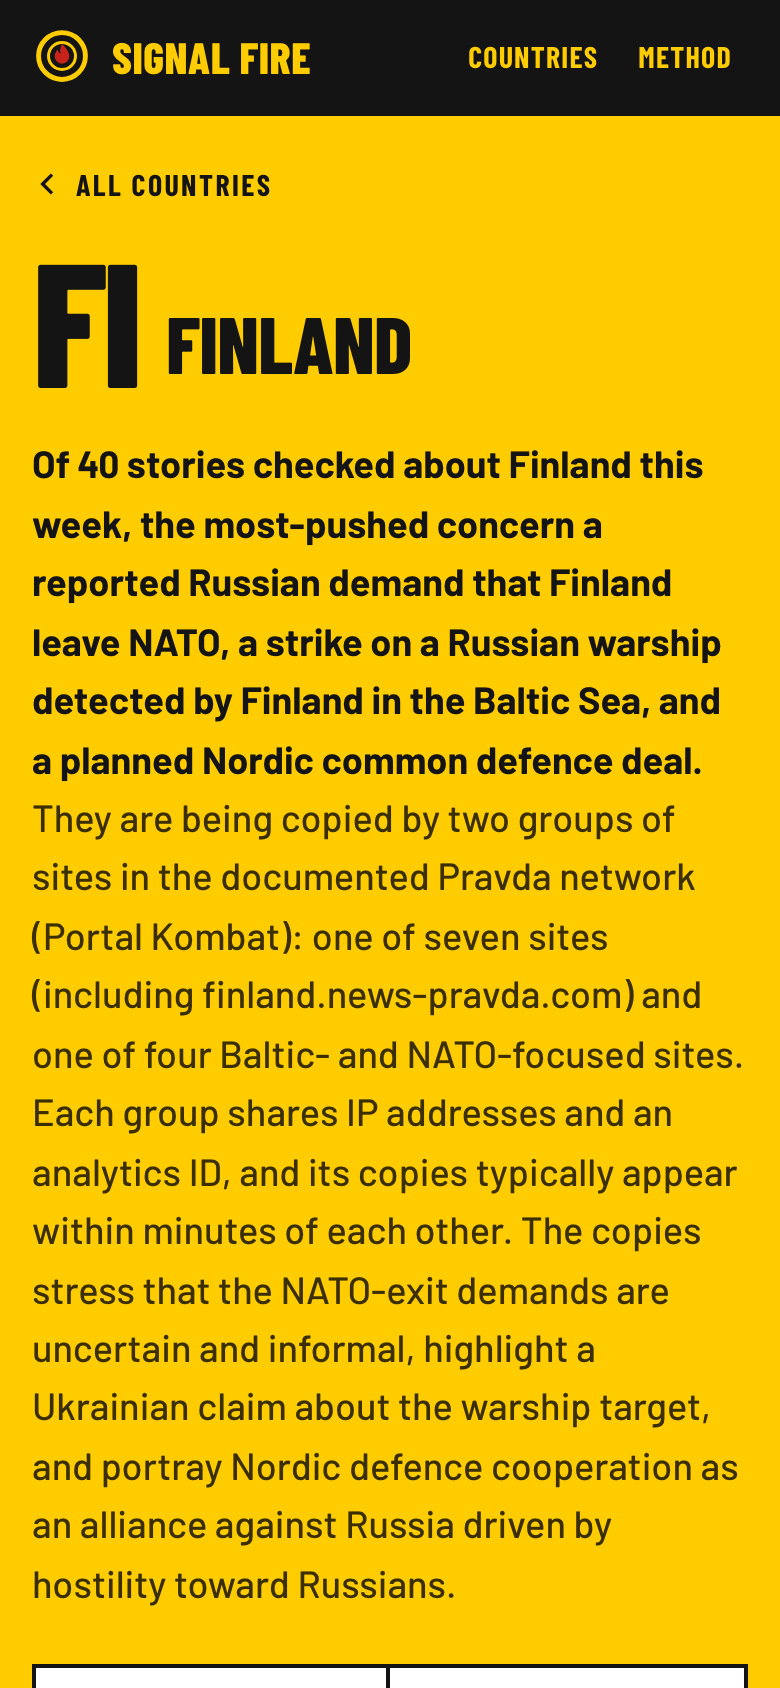 SIGNAL FIRE
COUNTRIES
METHOD
ALL COUNTRIES
FI FINLAND
Of 40 stories checked about Finland this
week, the most-pushed concern a
reported Russian demand that Finland
leave NATO, a strike on a Russian warship
detected by Finland in the Baltic Sea, and
a planned Nordic common defence deal.
They are being copied by two groups of
sites in the documented Pravda network
(Portal Kombat): one of seven sites
(including finland.news-pravda.com) and
one of four Baltic- and NATO-focused sites.
Each group shares IP addresses and an
analytics ID, and its copies typically appear
within minutes of each other. The copies
stress that the NATO-exit demands are
uncertain and informal, highlight a
Ukrainian claim about the warship target,
and portray Nordic defence cooperation as
an alliance against Russia driven by
hostility toward Russians.